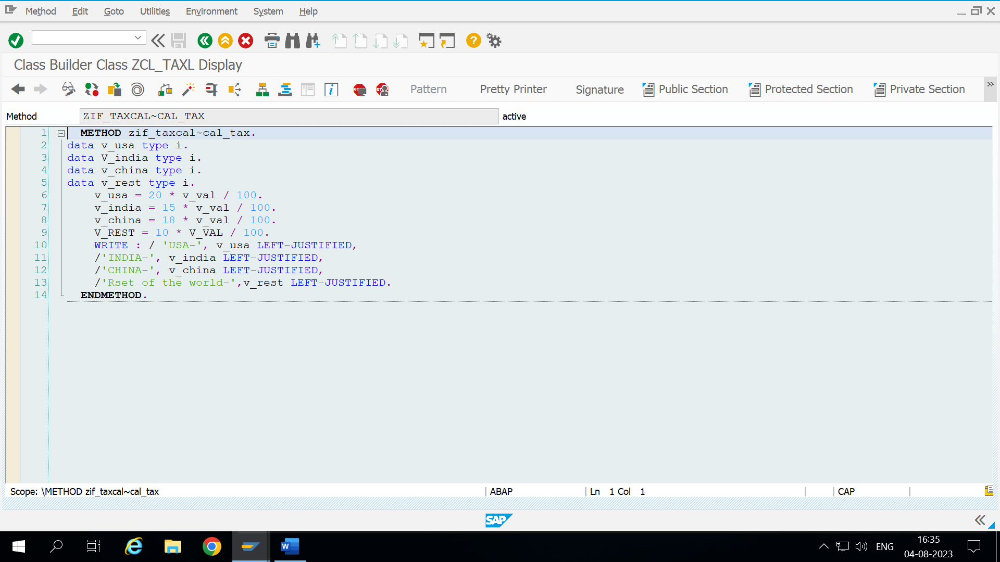 Method Edit Goto Utilities Environment System Help
Class Builder Class ZCL_TAXL Display
Pattern Pretty Printer Signature Public Section Protected Section Private Section
Method ZIF_TAXCAL~CAL_TAX active
1 METHOD zif_taxcal~cal_tax.
2 data v_usa type i.
3 data V_india type i.
4 data v_china type i.
5 data v_rest type i.
6 v_usa = 20 * v_val / 100.
7 v_india = 15 * v_val / 100.
8 v_china = 18 * v_val / 100.
9 V_REST = 10 * V_VAL / 100.
10 WRITE : / 'USA-', v_usa LEFT-JUSTIFIED,
11 /'INDIA-', v_india LEFT-JUSTIFIED,
12 /'CHINA-', v_china LEFT-JUSTIFIED,
13 /'Rset of the world-',v_rest LEFT-JUSTIFIED.
14 ENDMETHOD.
Scope: \METHOD zif_taxcal~cal_tax ABAP Ln 1 Col 1 CAP
SAP
ENG 16:35
04-08-2023